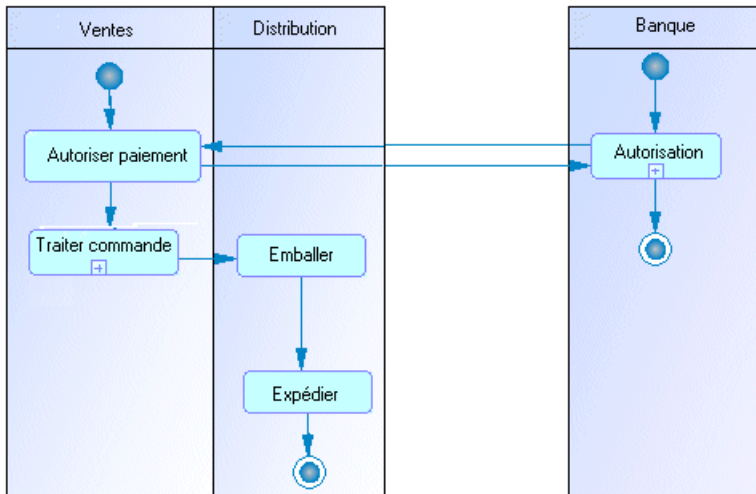 Ventes
Distribution
Banque
Autoriser paiement
Autorisation
Traiter commande
Emballer
Expédier